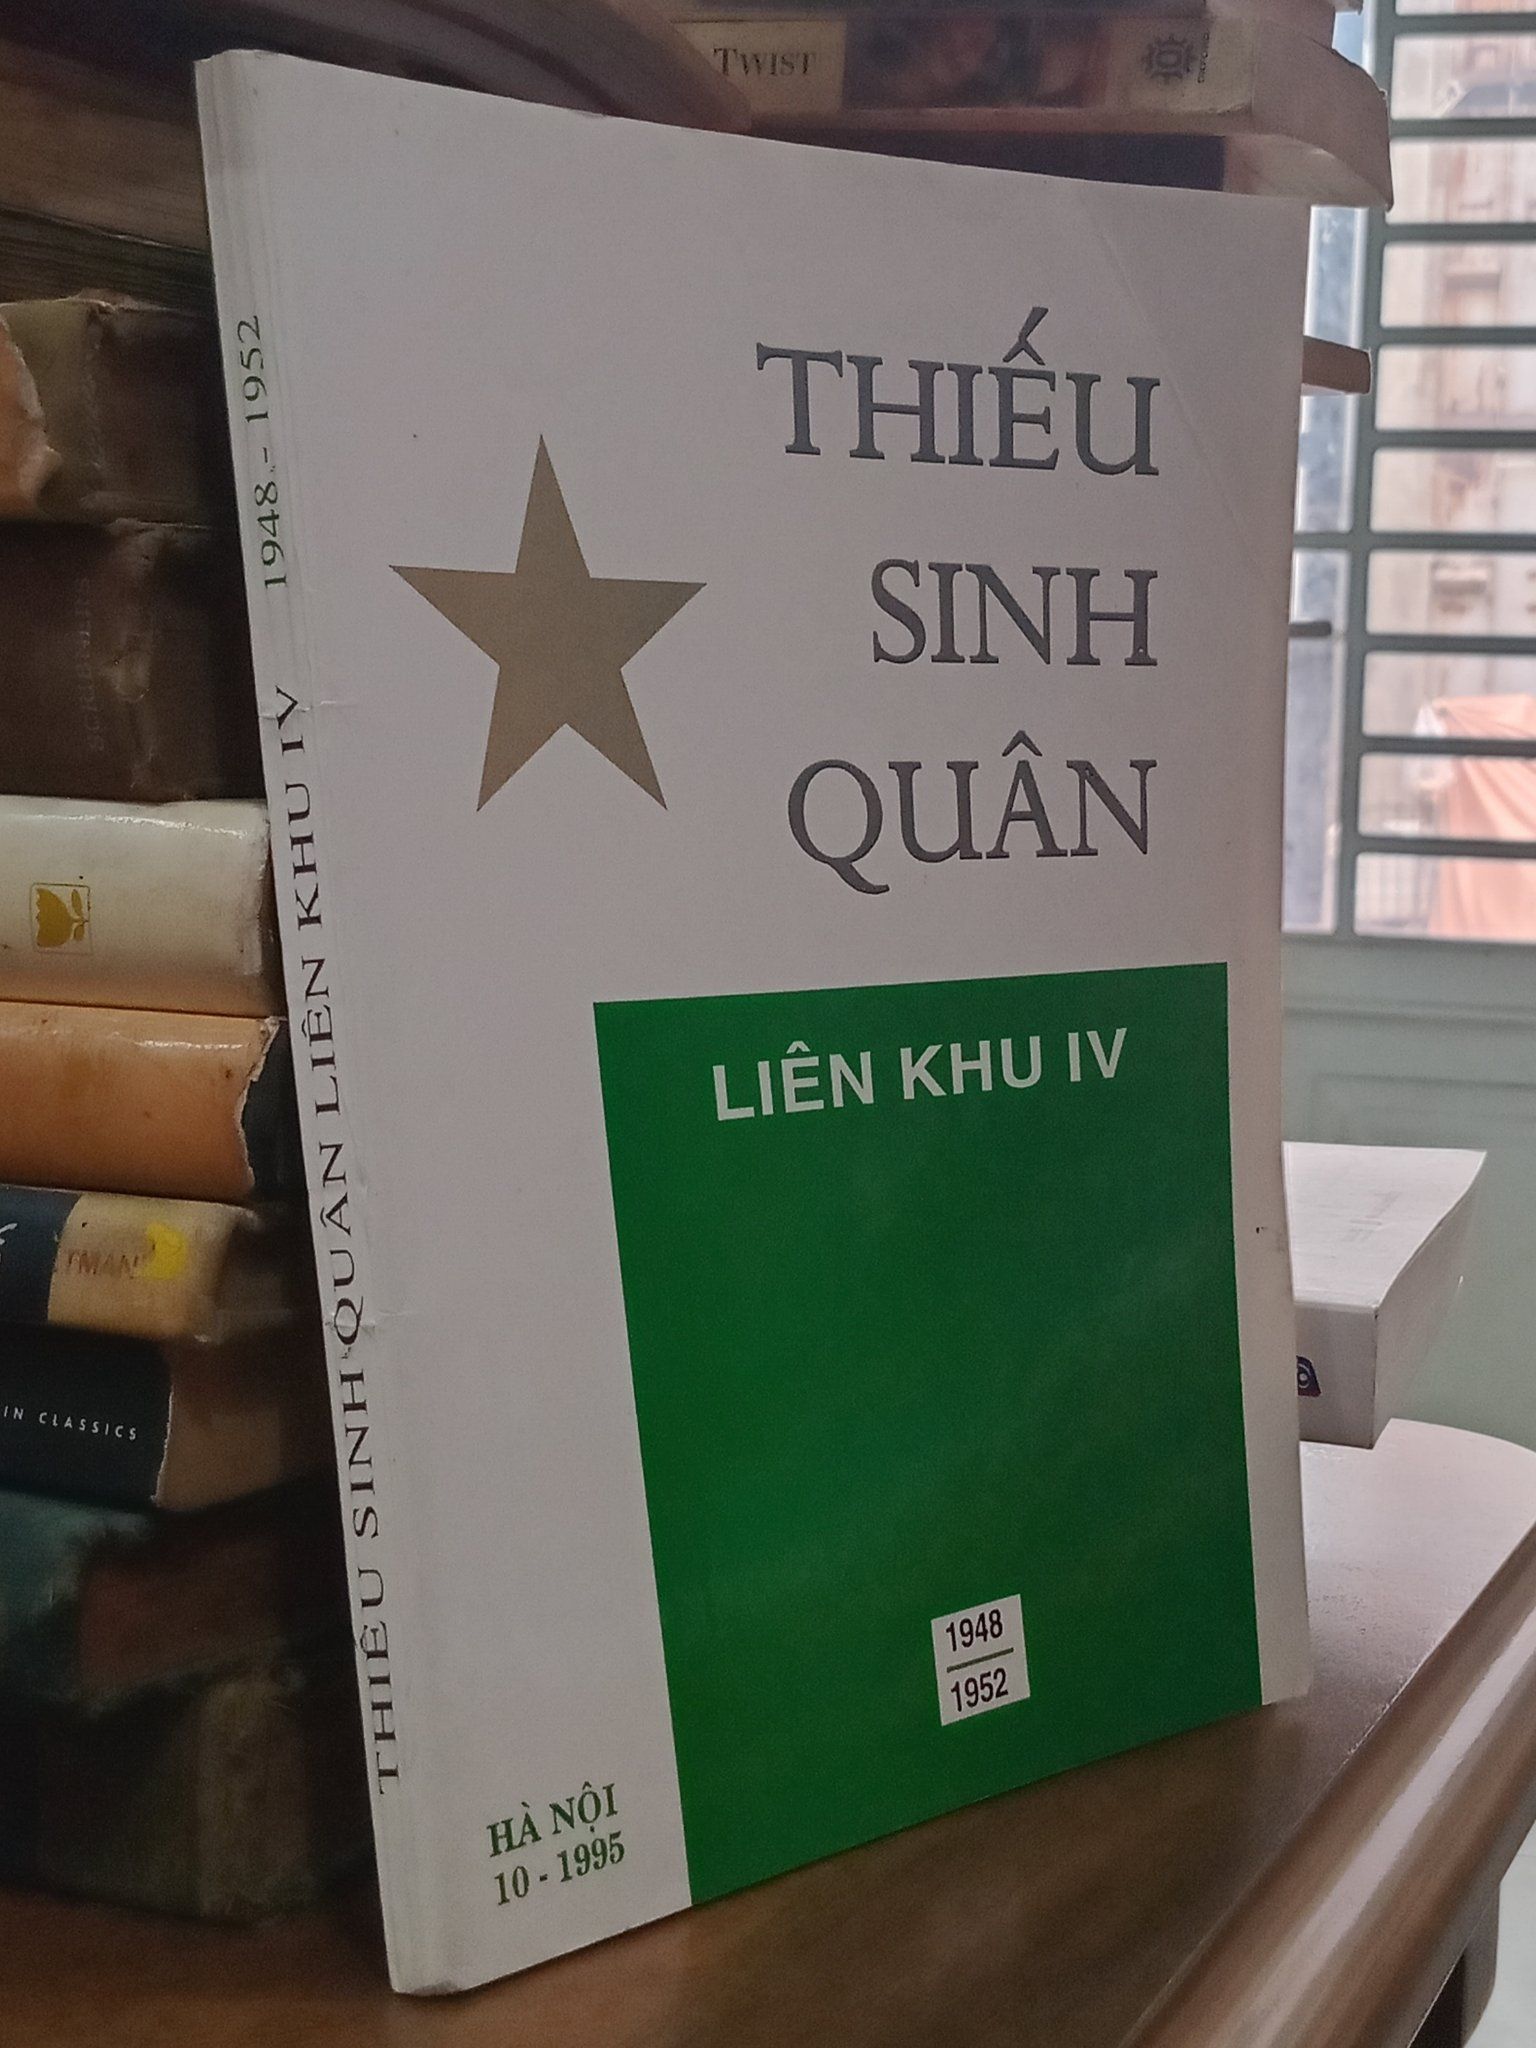 TWIST
THIẾU
SINH
QUÂN
LIÊN KHU IV
1948
1952
HÀ NỘI
10 - 1995
THIẾU SINH QUÂN LIÊN KHU IV 1948 - 1952
IN CLASSICS